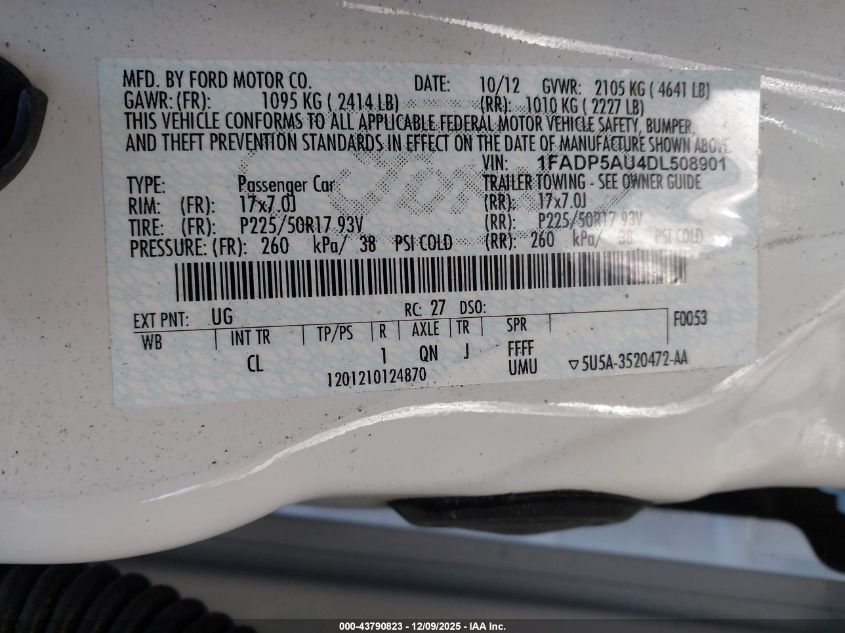 MFD. BY FORD MOTOR CO. DATE: 10/12 GVWR: 2105 KG ( 4641 LB)
GAWR: (FR): 1095 KG ( 2414 LB) (RR): 1010 KG ( 2227 LB)
THIS VEHICLE CONFORMS TO ALL APPLICABLE FEDERAL MOTOR VEHICLE SAFETY, BUMPER,
AND THEFT PREVENTION STANDARDS IN EFFECT ON THE DATE OF MANUFACTURE SHOWN ABOVE.
VIN: 1FADP5AU4DL508901
TYPE: Passenger Car TRAILER TOWING - SEE OWNER GUIDE
RIM: (FR): 17x7.0J (RR): 17x7.0J
TIRE: (FR): P225/50R17 93V (RR): P225/50R17 93V
PRESSURE: (FR): 260 kPa/ 38 PSI COLD (RR): 260 kPa/ 38 PSI COLD
EXT PNT: UG RC: 27 DSO: F0053
WB INT TR TP/PS R AXLE TR SPR
CL 1 QN J FFFF
UMU ▽5U5A-3520472-AA
1201210124870
000-43790823 - 12/09/2025 - IAA Inc.